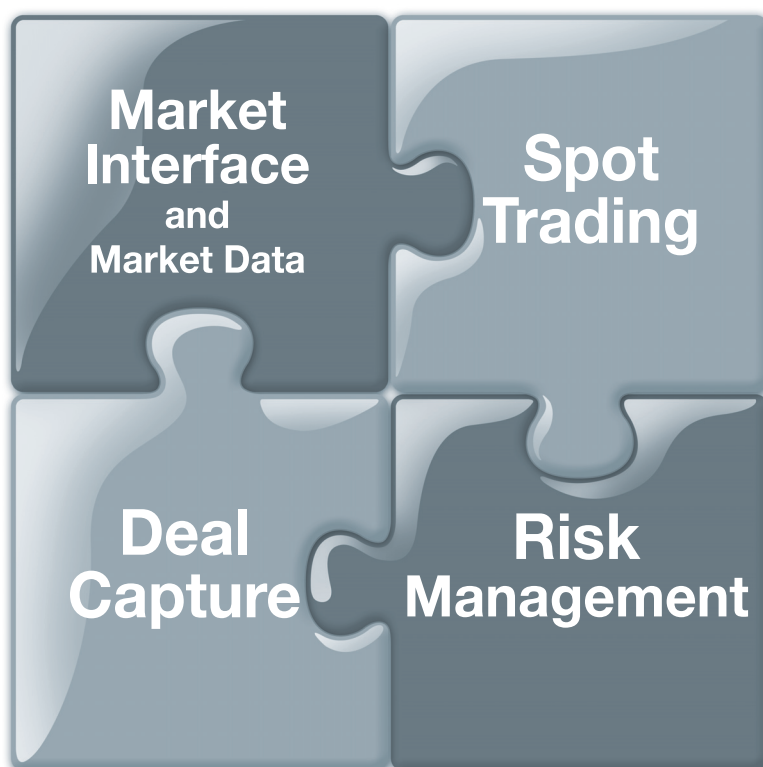 Market
Interface
and
Market Data
Spot
Trading
Deal
Capture
Risk
Management